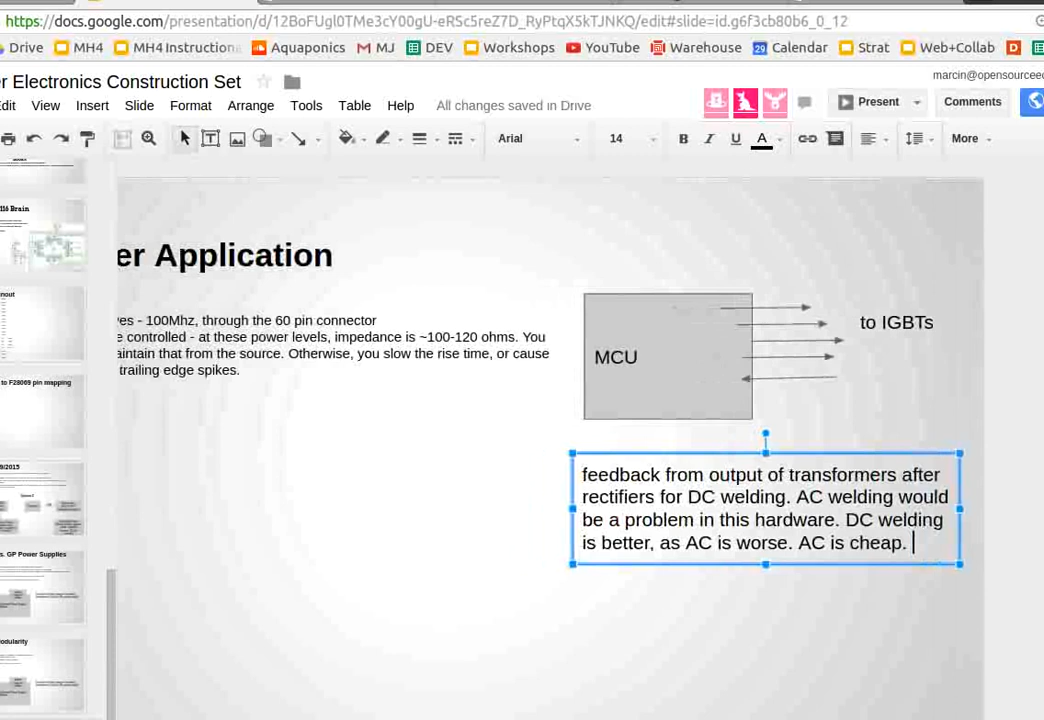 https://docs.google.com/presentation/d/12BoFUgI0TMe3cY00gU-eRSc5reZ7D_RyPtqX5kTJNKQ/edit#slide=id.g6f3cb80b6_0_12
Drive MH4 MH4 Instruction Aquaponics MJ DEV Workshops YouTube Warehouse Calendar Strat Web+Collab
marcin@opensourceec
er Electronics Construction Set
Edit View Insert Slide Format Arrange Tools Table Help All changes saved in Drive Present Comments
Arial 14 B I U A More
116 Brain
er Application
nout
ves - 100Mhz, through the 60 pin connector
e controlled - at these power levels, impedance is ~100-120 ohms. You
aintain that from the source. Otherwise, you slow the rise time, or cause
trailing edge spikes.
MCU
to IGBTs
to F28069 pin mapping
9/2015
feedback from output of transformers after
rectifiers for DC welding. AC welding would
be a problem in this hardware. DC welding
is better, as AC is worse. AC is cheap.
s. GP Power Supplies
odularity